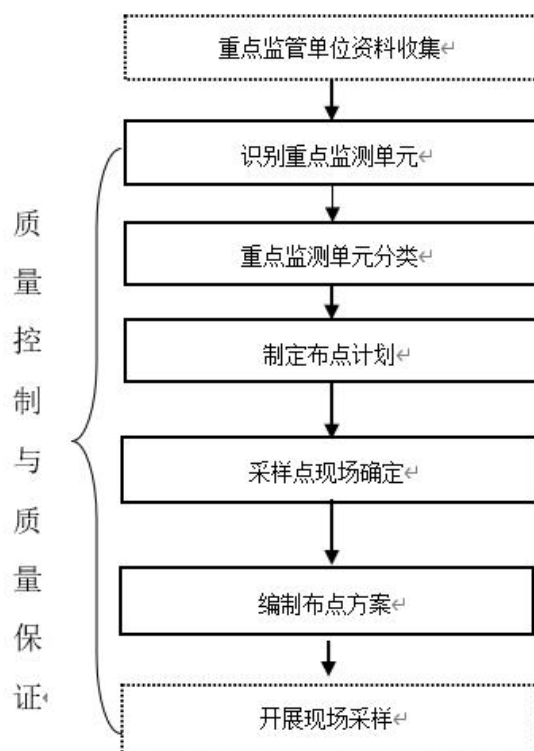 重点监管单位资料收集↵
识别重点监测单元↵
重点监测单元分类↵
制定布点计划↵
采样点现场确定↵
编制布点方案↵
开展现场采样↵
质
量
控
制
与
质
量
保
证